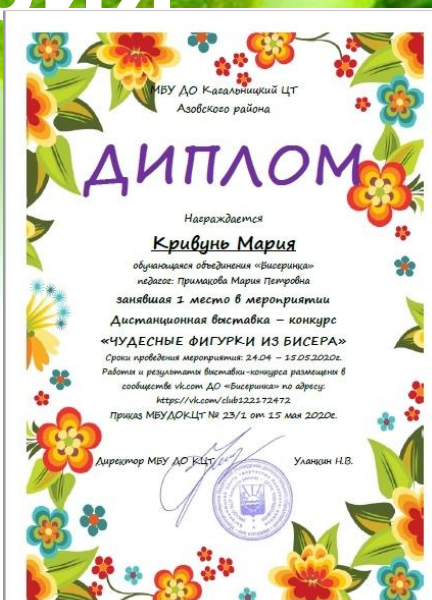 МБУ ДО Кагальницкий ЦТ
Азовского района
ДИПЛОМ
Награждается
Кривунь Мария
обучающаяся объединения «Бисеринка»
педагог: Примакова Мария Петровна
занявшая 1 место в мероприятии
Дистанционная выставка – конкурс
«ЧУДЕСНЫЕ ФИГУРКИ ИЗ БИСЕРА»
Сроки проведения мероприятия: 24.04 – 15.05.2020г.
Работы и результаты выставки-конкурса размещены в
сообществе vk.com ДО «Бисеринка» по адресу:
https://vk.com/club122172472
Приказ МБУДОКЦТ № 23/1 от 15 мая 2020г.
Директор МБУ ДО КЦТ Уланкин Н.В.